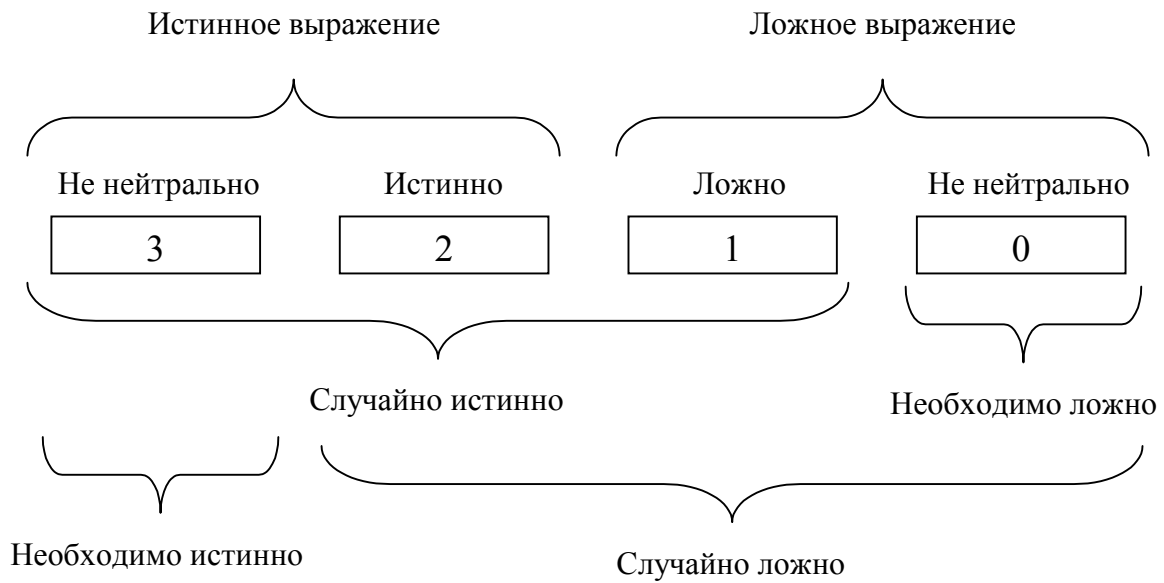 Истинное выражение Ложное выражение
Не нейтрально Истинно Ложно Не нейтрально
3 2 1 0
Случайно истинно Необходимо ложно
Необходимо истинно Случайно ложно